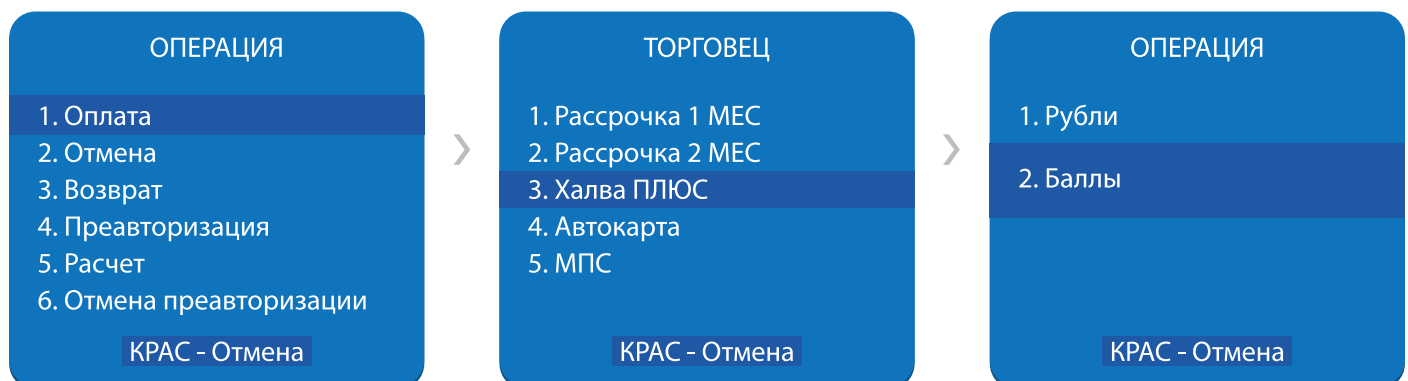 ОПЕРАЦИЯ
1. Оплата
2. Отмена
3. Возврат
4. Преавторизация
5. Расчет
6. Отмена преавторизации
КРАС - Отмена
ТОРГОВЕЦ
1. Рассрочка 1 МЕС
2. Рассрочка 2 МЕС
3. Халва ПЛЮС
4. Автокарта
5. МПС
КРАС - Отмена
ОПЕРАЦИЯ
1. Рубли
2. Баллы
КРАС - Отмена